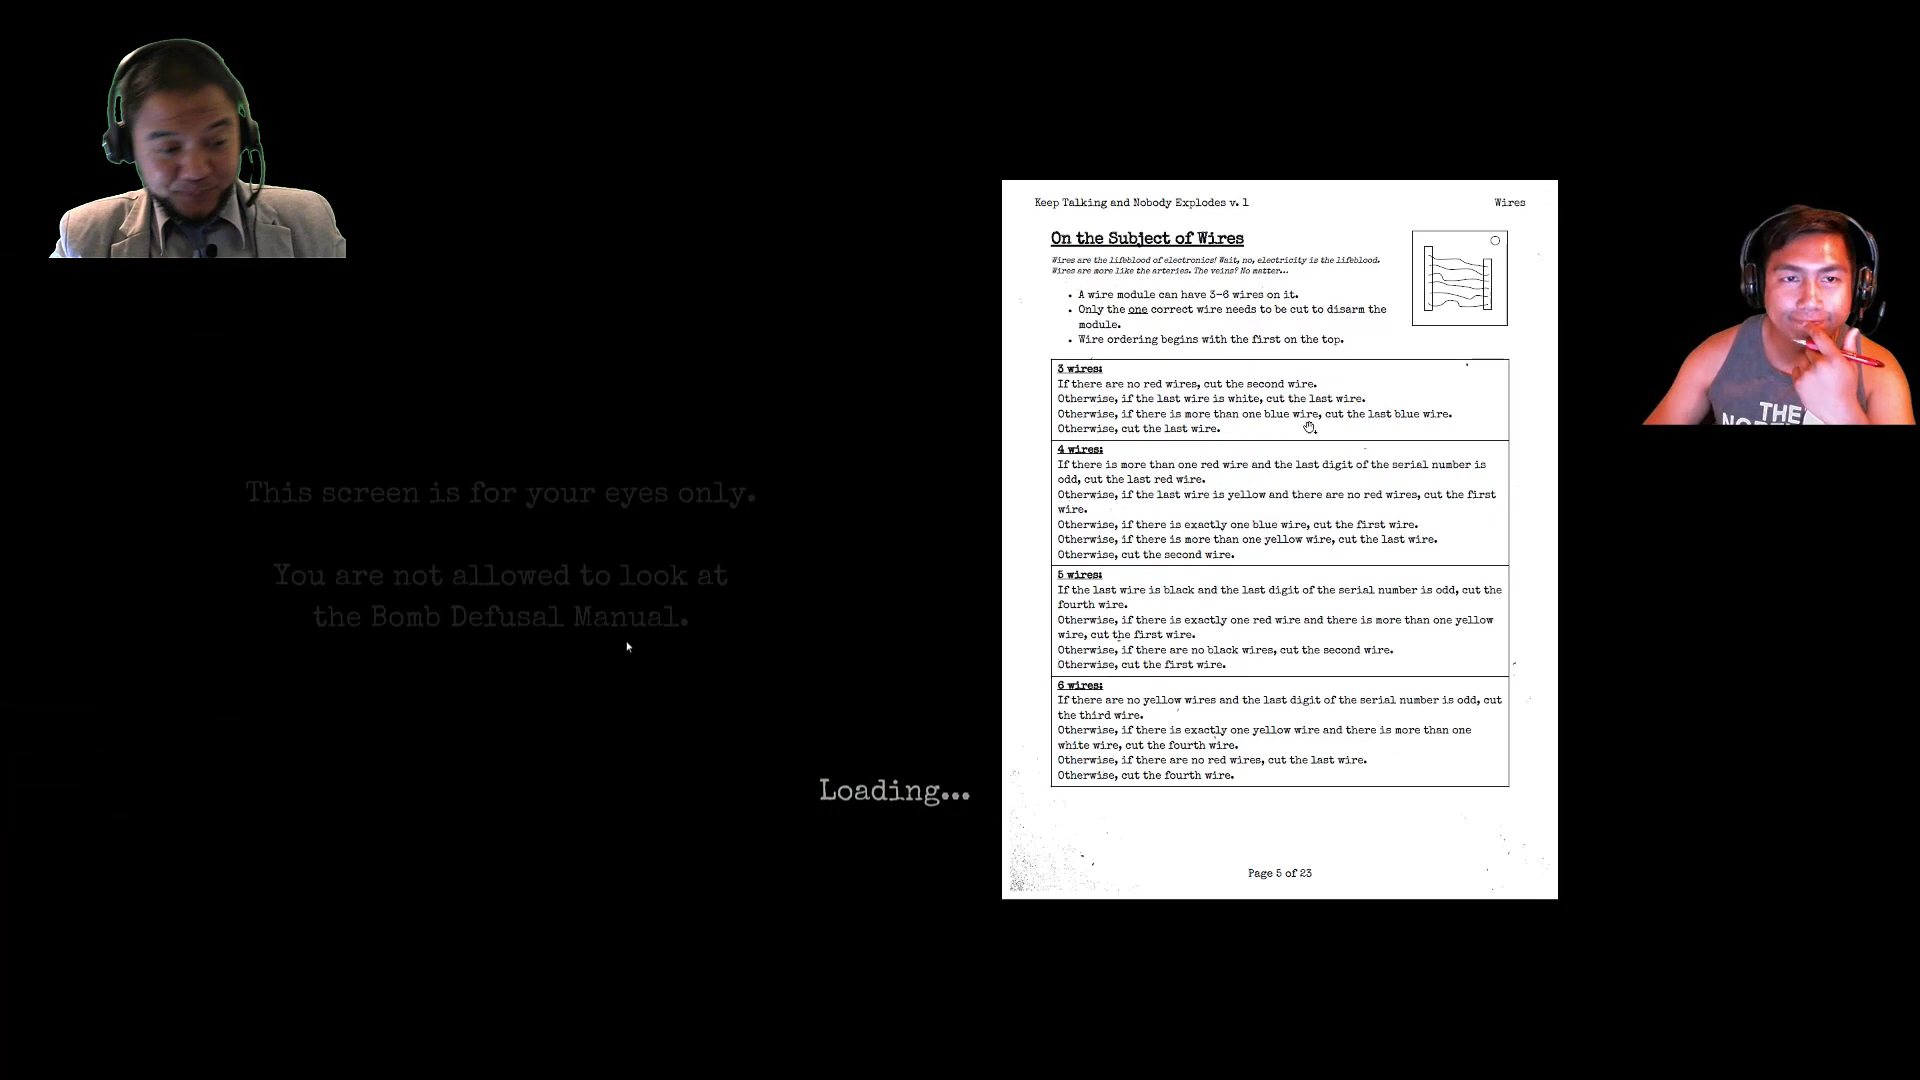 This screen is for your eyes only.
You are not allowed to look at
the Bomb Defusal Manual.
Loading...
Keep Talking and Nobody Explodes v. 1
Wires
On the Subject of Wires
Wires are the lifeblood of electronics! Wait, no, electricity is the lifeblood.
Wires are more like the arteries. The veins? No matter...
• A wire module can have 3-6 wires on it.
• Only the one correct wire needs to be cut to disarm the
module.
• Wire ordering begins with the first on the top.
3 wires:
If there are no red wires, cut the second wire.
Otherwise, if the last wire is white, cut the last wire.
Otherwise, if there is more than one blue wire, cut the last blue wire.
Otherwise, cut the last wire.
4 wires:
If there is more than one red wire and the last digit of the serial number is
odd, cut the last red wire.
Otherwise, if the last wire is yellow and there are no red wires, cut the first
wire.
Otherwise, if there is exactly one blue wire, cut the first wire.
Otherwise, if there is more than one yellow wire, cut the last wire.
Otherwise, cut the second wire.
5 wires:
If the last wire is black and the last digit of the serial number is odd, cut the
fourth wire.
Otherwise, if there is exactly one red wire and there is more than one yellow
wire, cut the first wire.
Otherwise, if there are no black wires, cut the second wire.
Otherwise, cut the first wire.
6 wires:
If there are no yellow wires and the last digit of the serial number is odd, cut
the third wire.
Otherwise, if there is exactly one yellow wire and there is more than one
white wire, cut the fourth wire.
Otherwise, if there are no red wires, cut the last wire.
Otherwise, cut the fourth wire.
Page 5 of 23
THE